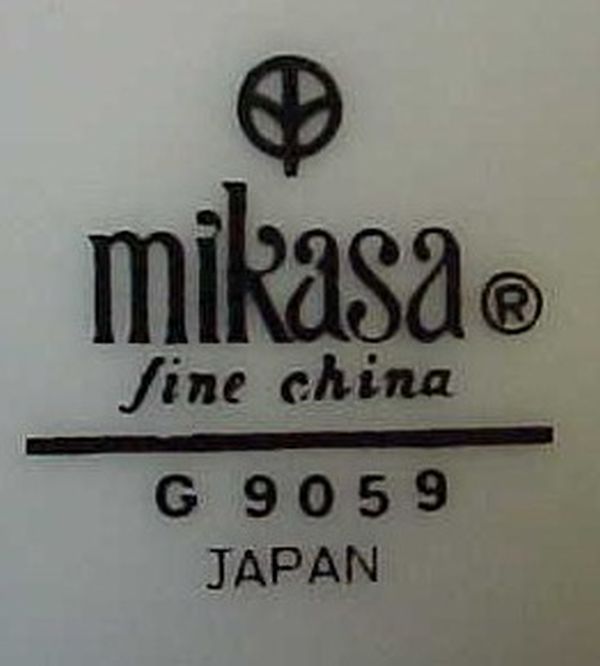 mikasa ®
fine china
G 9059
JAPAN